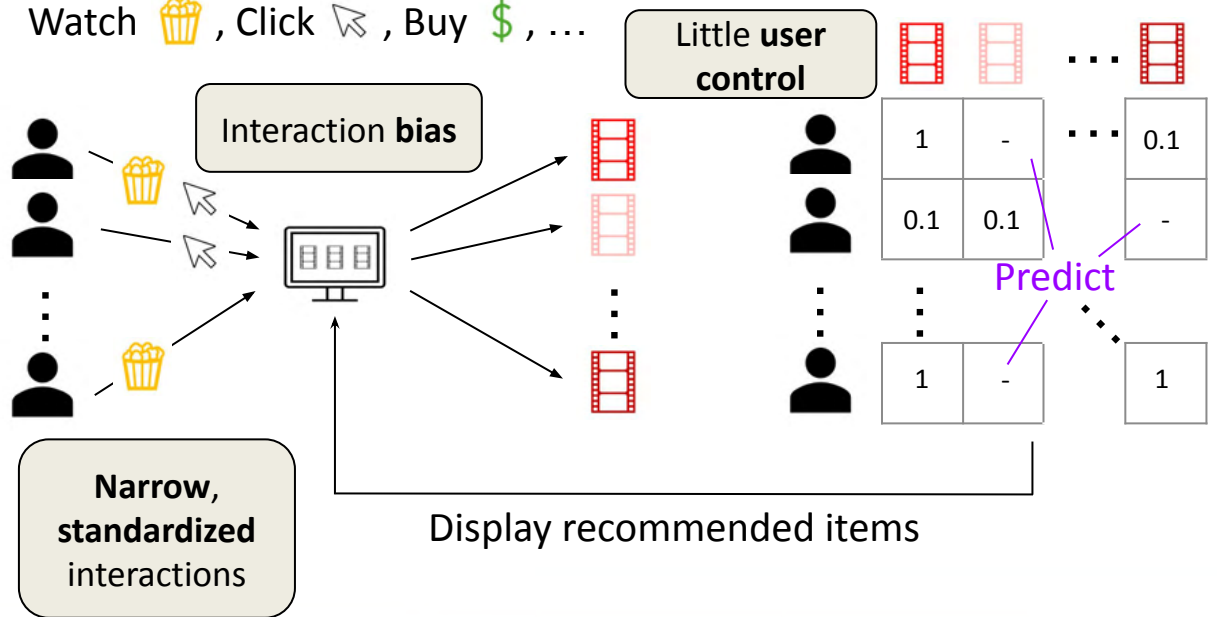 Watch , Click , Buy $ , ...
Little user
control
Interaction bias
1 - 0.1
0.1 0.1 -
Predict
1 - 1
Narrow,
standardized
interactions
Display recommended items